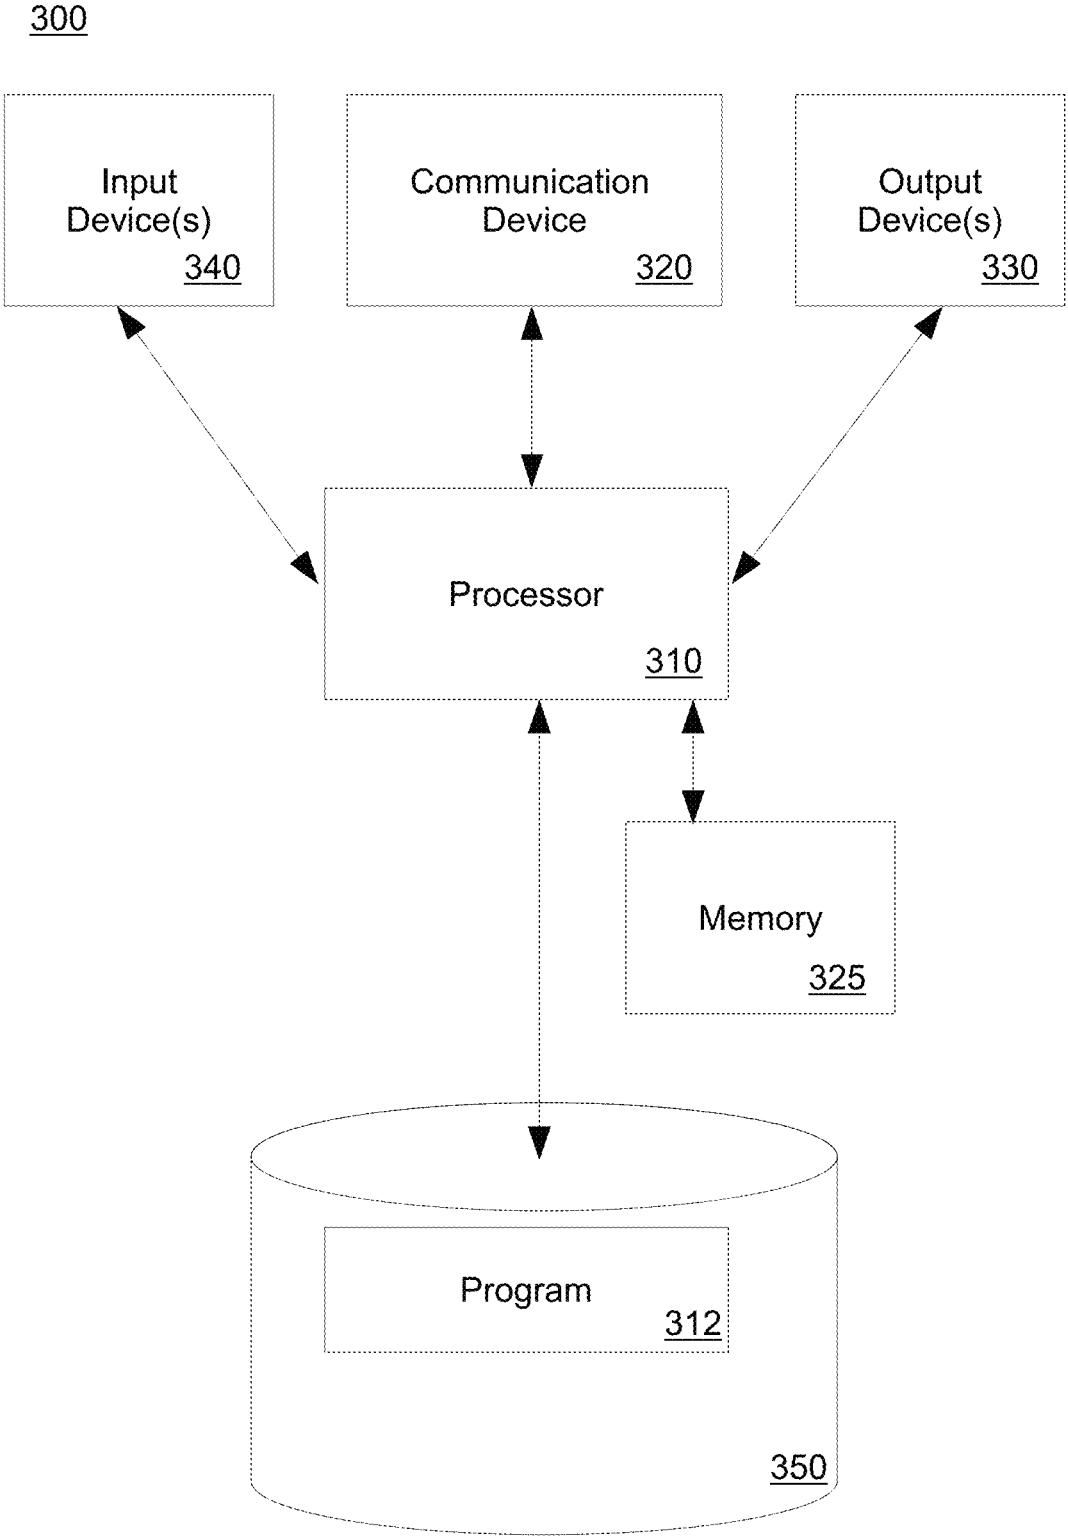 300
Input
Device(s)
340
Communication
Device
320
Output
Device(s)
330
Processor
310
Memory
325
Program
312
350